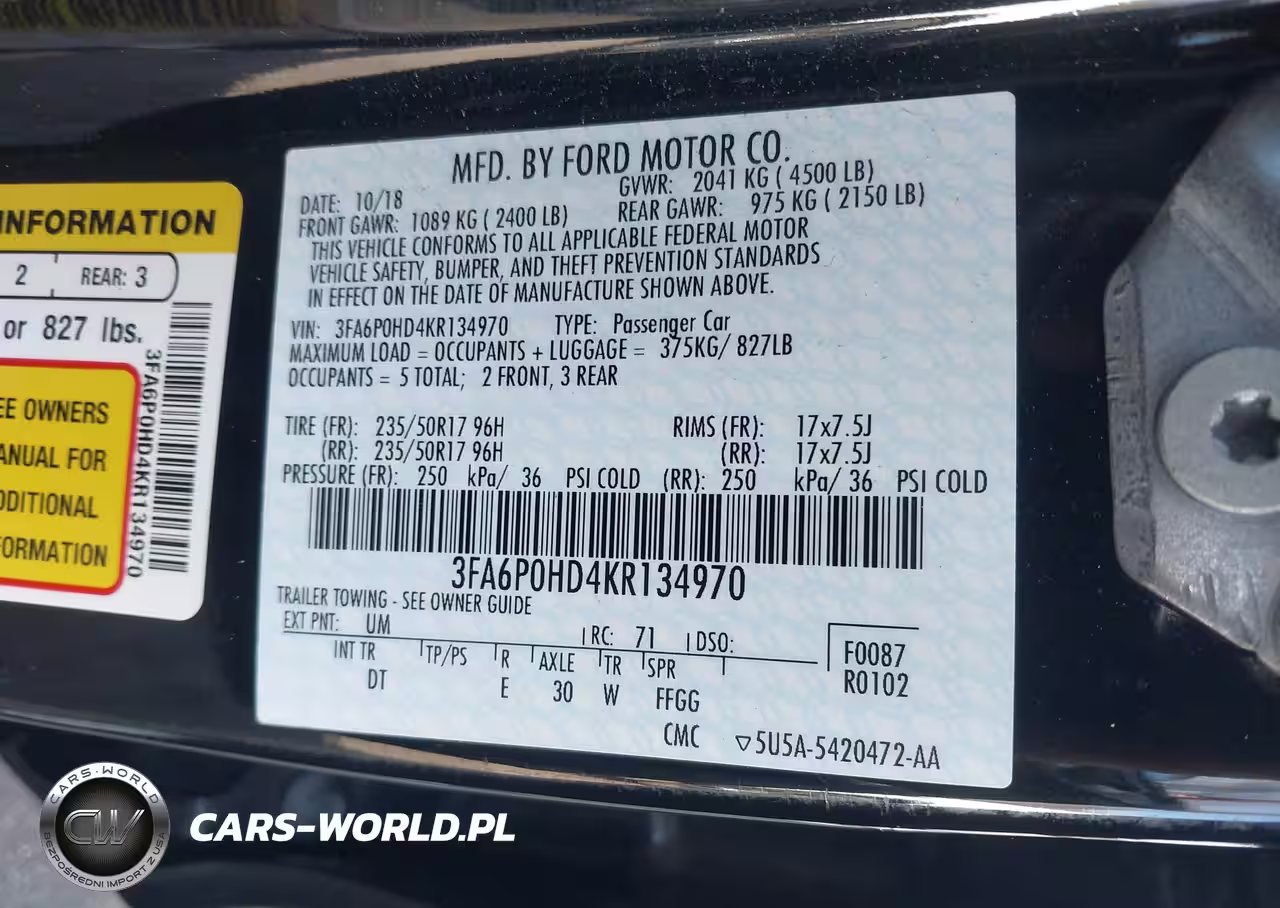 INFORMATION
2 REAR: 3
or 827 lbs.
3FA6P0HD4KR134970
EE OWNERS
ANUAL FOR
DDITIONAL
FORMATION
MFD. BY FORD MOTOR CO.
DATE: 10/18 GVWR: 2041 KG ( 4500 LB)
FRONT GAWR: 1089 KG ( 2400 LB) REAR GAWR: 975 KG ( 2150 LB)
THIS VEHICLE CONFORMS TO ALL APPLICABLE FEDERAL MOTOR
VEHICLE SAFETY, BUMPER, AND THEFT PREVENTION STANDARDS
IN EFFECT ON THE DATE OF MANUFACTURE SHOWN ABOVE.
VIN: 3FA6P0HD4KR134970 TYPE: Passenger Car
MAXIMUM LOAD = OCCUPANTS + LUGGAGE = 375KG/ 827LB
OCCUPANTS = 5 TOTAL; 2 FRONT, 3 REAR
TIRE (FR): 235/50R17 96H RIMS (FR): 17x7.5J
(RR): 235/50R17 96H (RR): 17x7.5J
PRESSURE (FR): 250 kPa/ 36 PSI COLD (RR): 250 kPa/ 36 PSI COLD
3FA6P0HD4KR134970
TRAILER TOWING - SEE OWNER GUIDE
EXT PNT: UM RC: 71 DSO:
INT TR TP/PS R AXLE TR SPR
DT E 30 W FFGG
F0087
R0102
CMC ▽5U5A-5420472-AA
CARS-WORLD
CW
BEZPOŚREDNI IMPORT Z USA
CARS-WORLD.PL